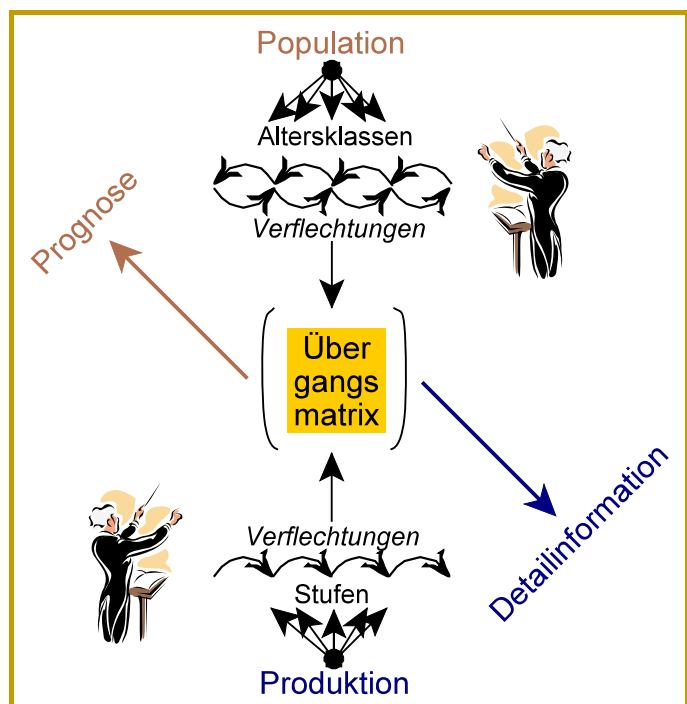 Population
Altersklassen
Verflechtungen
Prognose
Über
gangs
matrix
Detailinformation
Verflechtungen
Stufen
Produktion